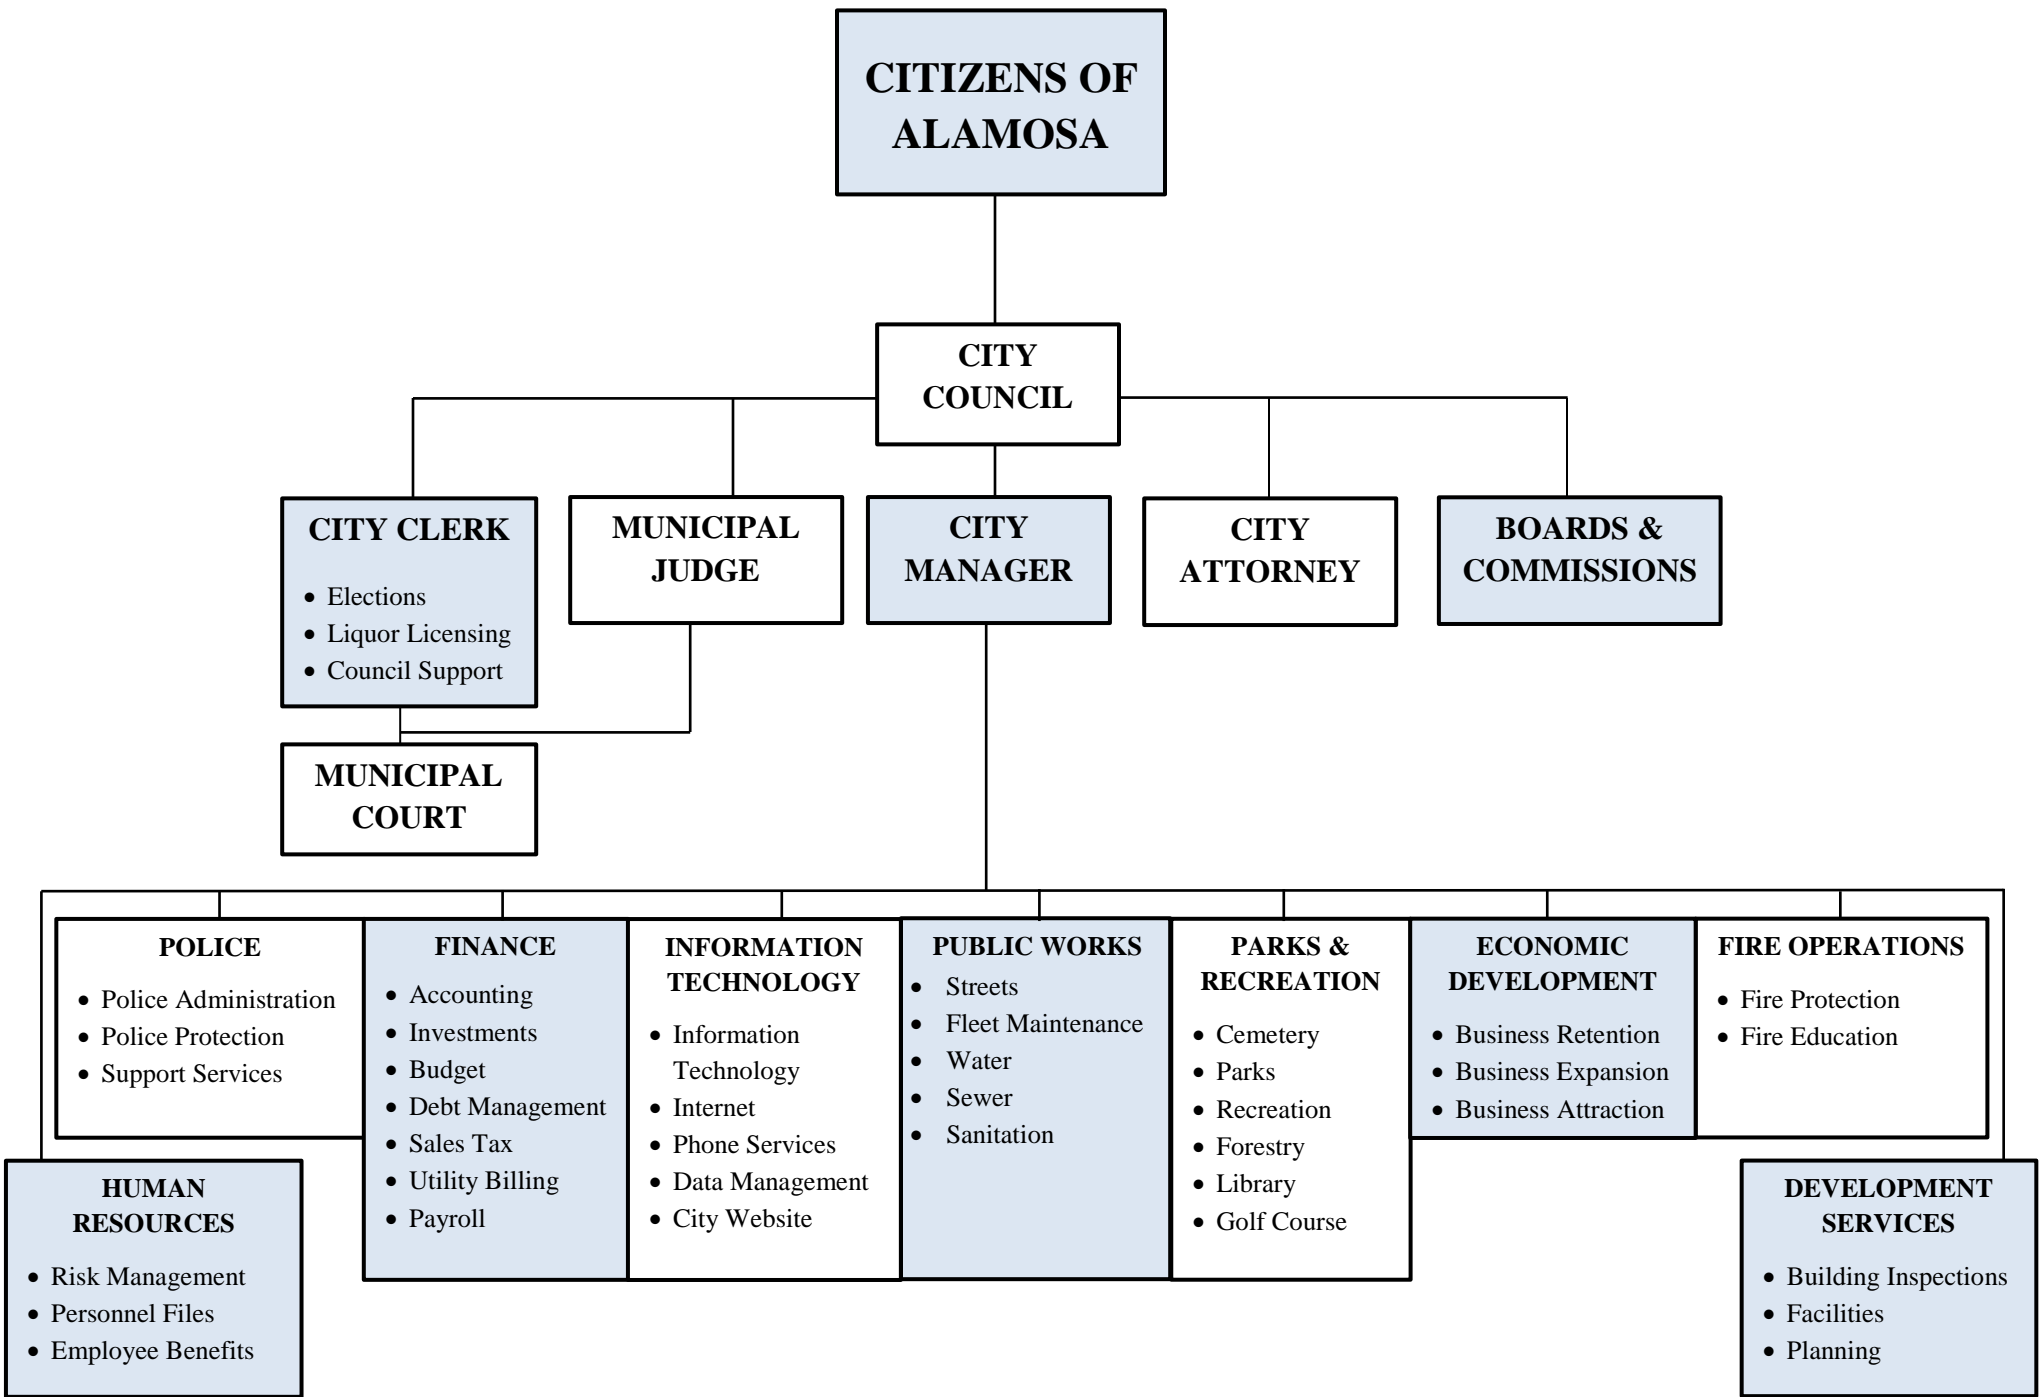 CITIZENS OF
ALAMOSA
CITY
COUNCIL
CITY CLERK
• Elections
• Liquor Licensing
• Council Support
MUNICIPAL
JUDGE
CITY
MANAGER
CITY
ATTORNEY
BOARDS &
COMMISSIONS
MUNICIPAL
COURT
POLICE
• Police Administration
• Police Protection
• Support Services
FINANCE
• Accounting
• Investments
• Budget
• Debt Management
• Sales Tax
• Utility Billing
• Payroll
INFORMATION
TECHNOLOGY
• Information
Technology
• Internet
• Phone Services
• Data Management
• City Website
PUBLIC WORKS
• Streets
• Fleet Maintenance
• Water
• Sewer
• Sanitation
PARKS &
RECREATION
• Cemetery
• Parks
• Recreation
• Forestry
• Library
• Golf Course
ECONOMIC
DEVELOPMENT
• Business Retention
• Business Expansion
• Business Attraction
FIRE OPERATIONS
• Fire Protection
• Fire Education
HUMAN
RESOURCES
• Risk Management
• Personnel Files
• Employee Benefits
DEVELOPMENT
SERVICES
• Building Inspections
• Facilities
• Planning